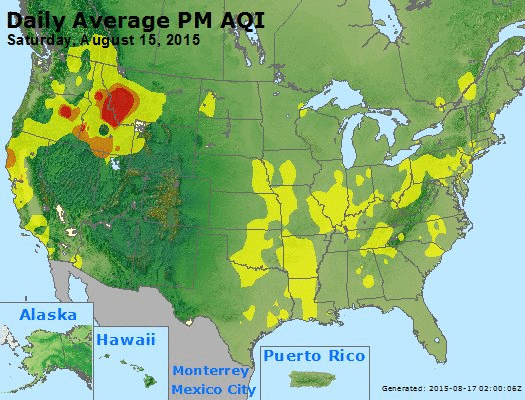 Daily Average PM AQI
Saturday, August 15, 2015
Alaska
Hawaii
Monterrey
Mexico City
Puerto Rico
Generated: 2015-08-17 02:00:06Z